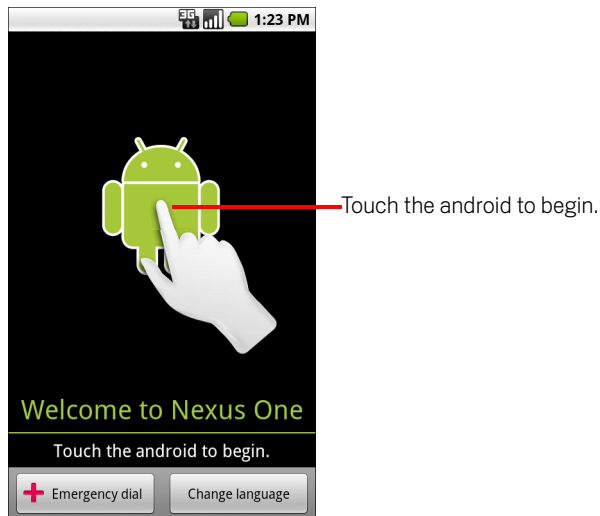 3G
1:23 PM
Touch the android to begin.
Welcome to Nexus One
Touch the android to begin.
Emergency dial
Change language